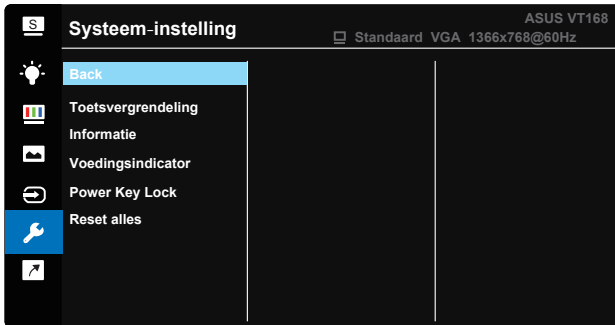 S
Systeem-instelling
ASUS VT168
Standaard VGA 1366x768@60Hz
Back
Toetsvergrendeling
Informatie
Voedingsindicator
Power Key Lock
Reset alles